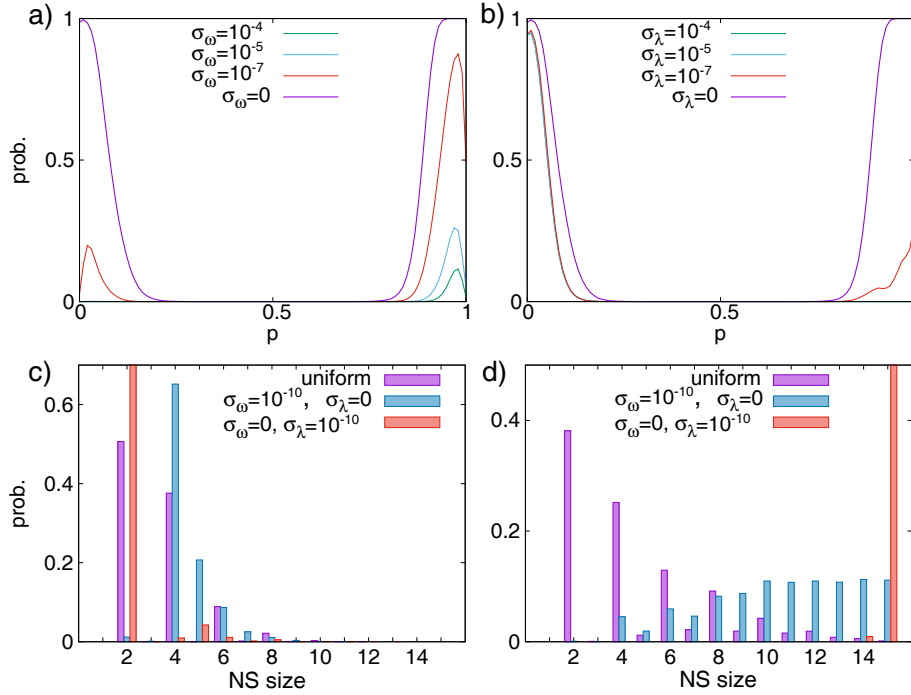 a)
σω=10⁻⁴
σω=10⁻⁵
σω=10⁻⁷
σω=0
prob.
1
0.5
0
0
0.5
1
p
b)
σλ=10⁻⁴
σλ=10⁻⁵
σλ=10⁻⁷
σλ=0
1
0.5
0
0
0.5
p
c)
uniform
σω=10⁻¹⁰, σλ=0
σω=0, σλ=10⁻¹⁰
prob.
0.6
0.4
0.2
0
2 4 6 8 10 12 14
NS size
d)
uniform
σω=10⁻¹⁰, σλ=0
σω=0, σλ=10⁻¹⁰
0.4
0.2
0
2 4 6 8 10 12 14
NS size